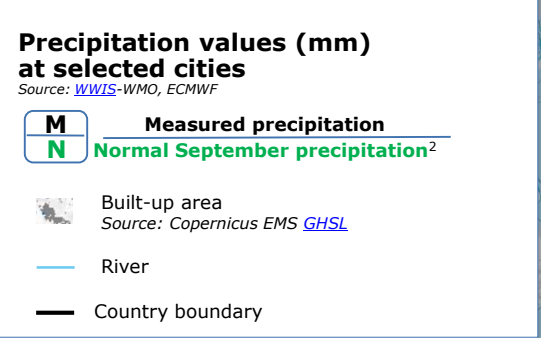 Precipitation values (mm)
at selected cities
Source: WWIS-WMO, ECMWF
M Measured precipitation
N Normal September precipitation²
Built-up area
Source: Copernicus EMS GHSL
River
Country boundary